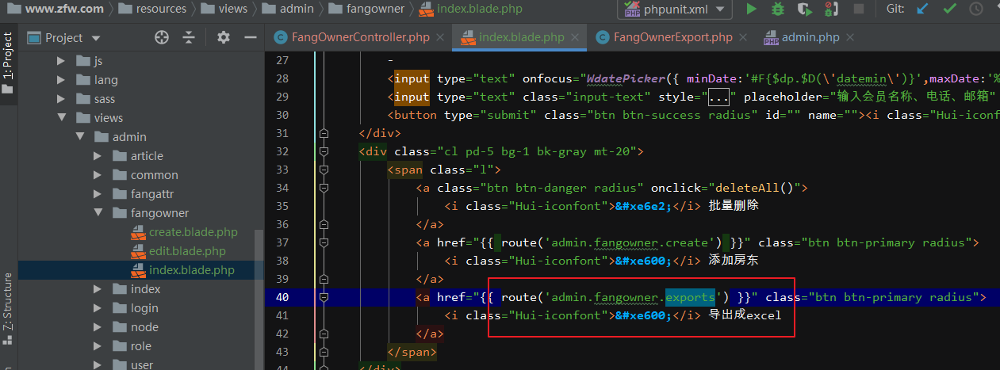 www.zfw.com resources views admin fangowner index.blade.php phpunit.xml Git:
1: Project
Z: Structure
Project
js
lang
sass
views
admin
article
common
fangattr
fangowner
create.blade.php
edit.blade.php
index.blade.php
index
login
node
role
user
FangOwnerController.php index.blade.php FangOwnerExport.php admin.php
27 -
28 <input type="text" onfocus="WdatePicker({ minDate:'#F{$dp.$D(\'datemin\')}',maxDate:'%
29 <input type="text" class="input-text" style="..." placeholder="输入会员名称、电话、邮箱"
30 <button type="submit" class="btn btn-success radius" id="" name=""><i class="Hui-iconf
31 </div>
32 <div class="cl pd-5 bg-1 bk-gray mt-20">
33 <span class="l">
34 <a class="btn btn-danger radius" onclick="deleteAll()">
35 <i class="Hui-iconfont">&#xe6e2;</i> 批量删除
36 </a>
37 <a href="{{ route('admin.fangowner.create') }}" class="btn btn-primary radius">
38 <i class="Hui-iconfont">&#xe600;</i> 添加房东
39 </a>
40 <a href="{{ route('admin.fangowner.exports') }}" class="btn btn-primary radius">
41 <i class="Hui-iconfont">&#xe600;</i> 导出成excel
42 </a>
43 </span>
44 </div>